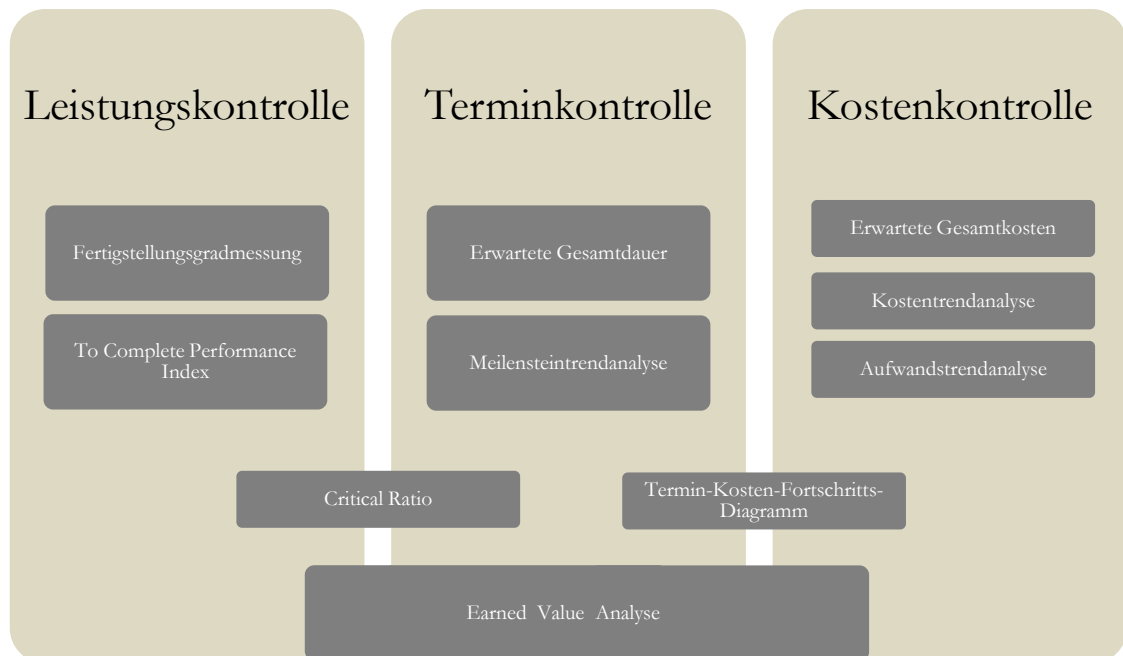 Leistungskontrolle
Fertigstellungsgradmessung
To Complete Performance
Index
Terminkontrolle
Erwartete Gesamtdauer
Meilensteintrendanalyse
Kostenkontrolle
Erwartete Gesamtkosten
Kostentrendanalyse
Aufwandstrendanalyse
Critical Ratio
Termin-Kosten-Fortschritts-
Diagramm
Earned Value Analyse